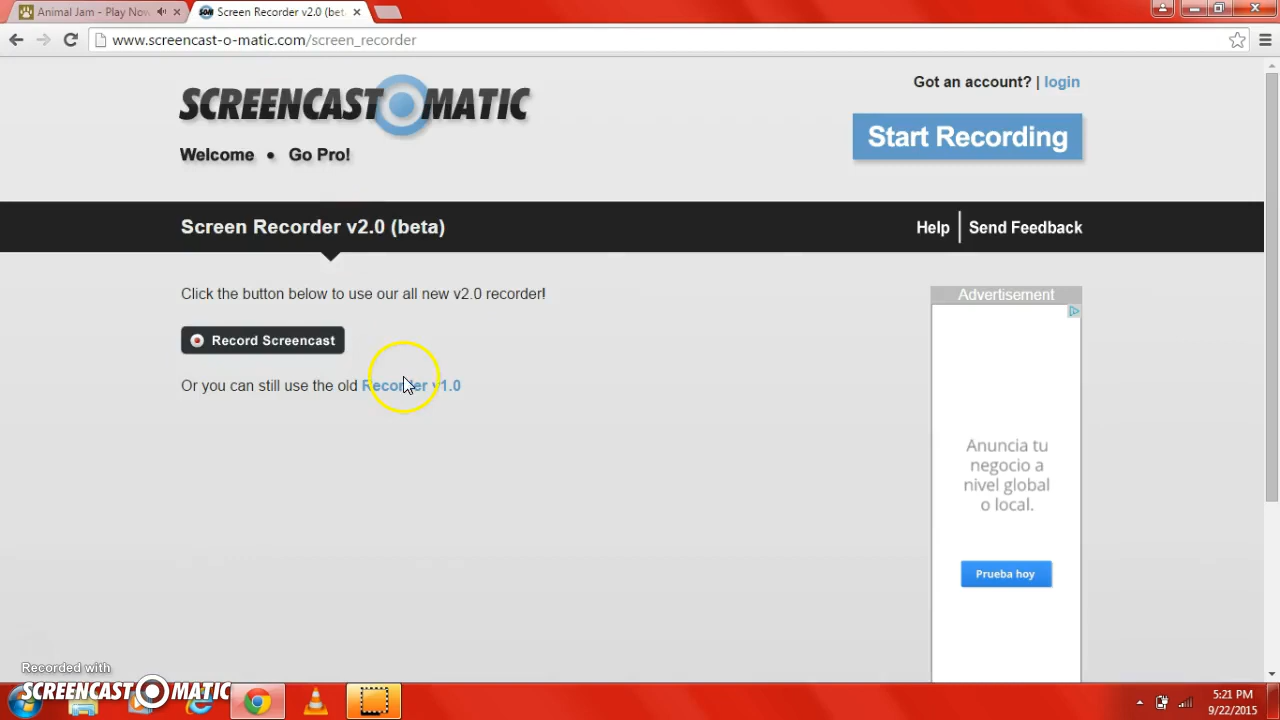 Animal Jam - Play Now
Screen Recorder v2.0 (bet
www.screencast-o-matic.com/screen_recorder
SCREENCAST O MATIC
Got an account? | login
Start Recording
Welcome • Go Pro!
Screen Recorder v2.0 (beta)
Help | Send Feedback
Click the button below to use our all new v2.0 recorder!
Record Screencast
Or you can still use the old Recorder v1.0
Advertisement
Anuncia tu
negocio a
nivel global
o local.
Prueba hoy
Recorded with
SCREENCAST O MATIC
5:21 PM
9/22/2015